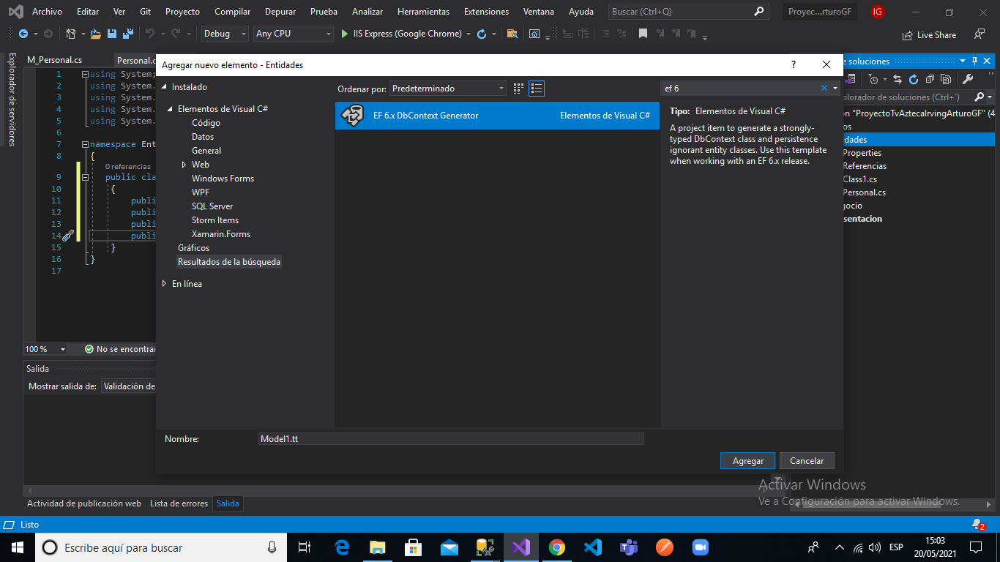 Archivo Editar Ver Git Proyecto Compilar Depurar Prueba Analizar Herramientas Extensiones Ventana Ayuda Buscar (Ctrl+Q) Proyec...rturoGF IG
Debug Any CPU IIS Express (Google Chrome) Live Share
Explorador de servidores
M_Personal.cs Personal.c
e soluciones
1 using System;
2 using System.
3 using System.
4 using System.
5 using System.
6
7 namespace Ent
8 {
0 referencias
9 public cla
10 {
11 publi
12 publi
13 publi
14 publi
15 }
16 }
17
100 % No se encontrar
Agregar nuevo elemento - Entidades ?
Instalado
Elementos de Visual C#
Código
Datos
General
Web
Windows Forms
WPF
SQL Server
Storm Items
Xamarin.Forms
Gráficos
Resultados de la búsqueda
En línea
Ordenar por: Predeterminado
ef 6
EF 6.x DbContext Generator Elementos de Visual C#
Tipo: Elementos de Visual C#
A project item to generate a strongly-
typed DbContext class and persistence
ignorant entity classes. Use this template
when working with an EF 6.x release.
Nombre: Model1.tt
Agregar Cancelar
plorador de soluciones (Ctrl+´)
n "ProyectoTvAztecaIrvingArturoGF" (4
os
dades
Properties
Referencias
Class1.cs
Personal.cs
gocio
sentacion
Salida
Mostrar salida de: Validación de
Activar Windows
Ve a Configuración para activar Windows.
Actividad de publicación web Lista de errores Salida
Listo 2
Escribe aquí para buscar
ESP
15:03
20/05/2021